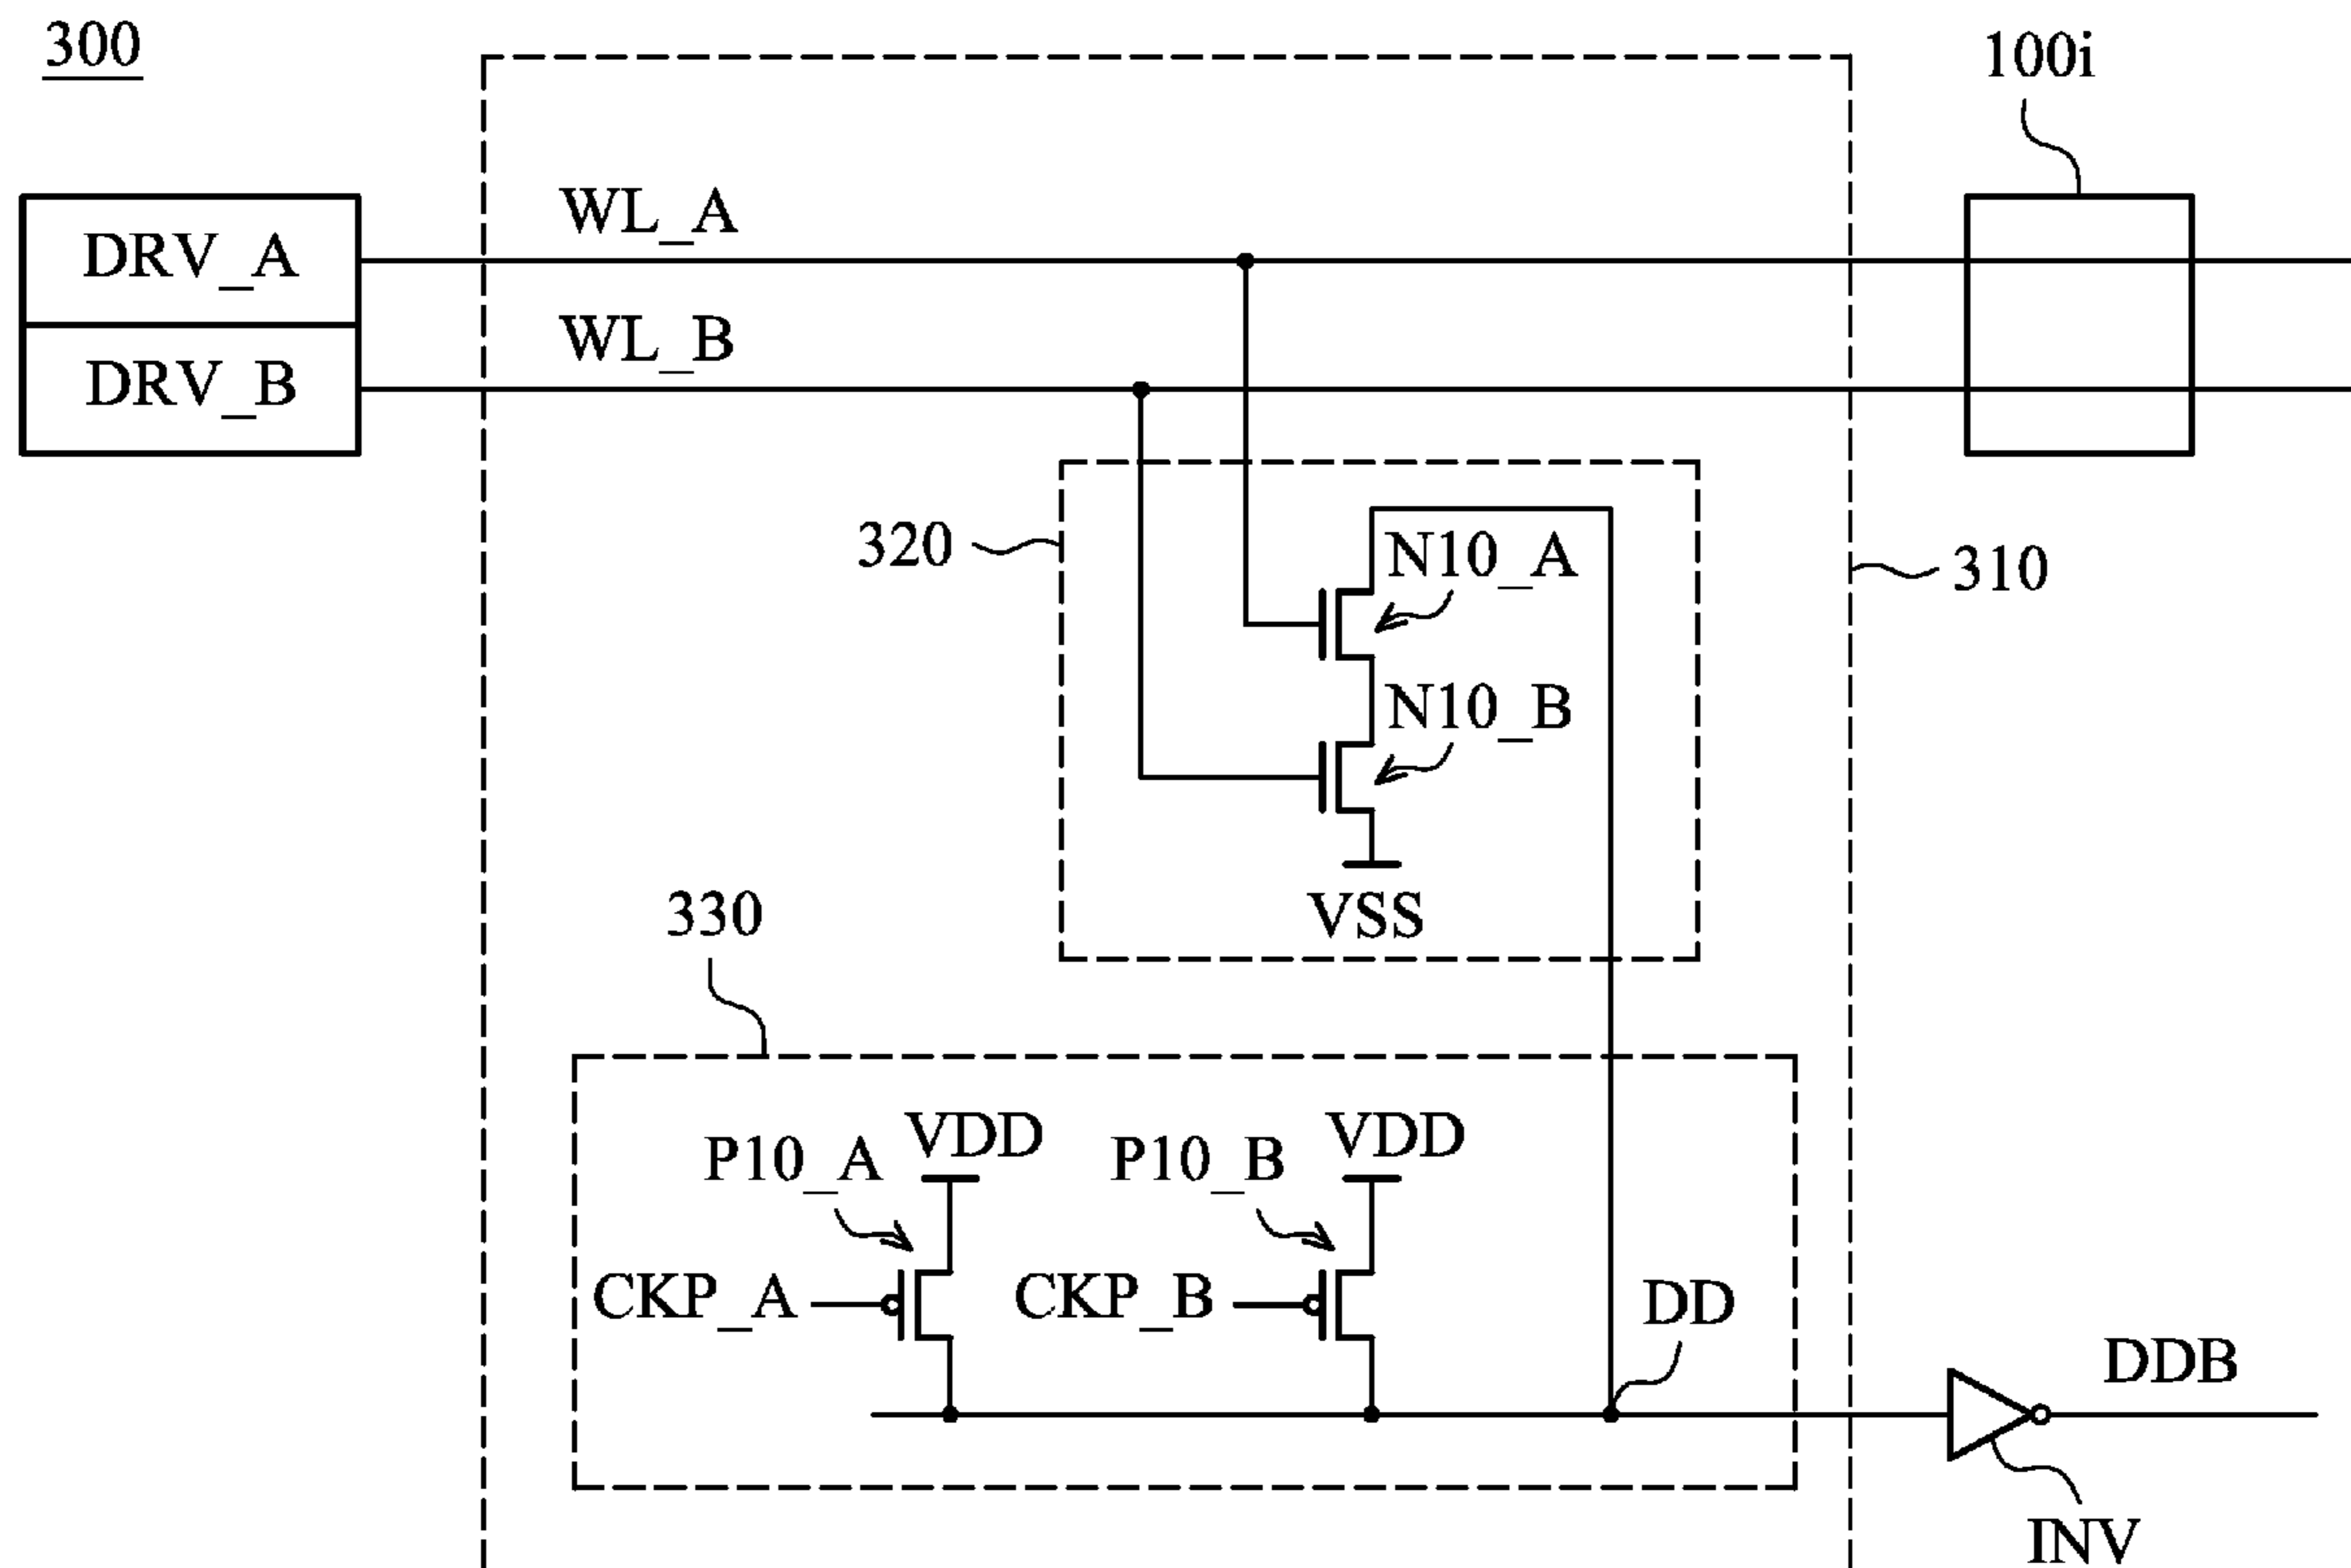 300
100i
DRV_A
WL_A
DRV_B
WL_B
320
N10_A
310
N10_B
VSS
330
P10_A
VDD
P10_B
VDD
CKP_A
CKP_B
DD
DDB
INV